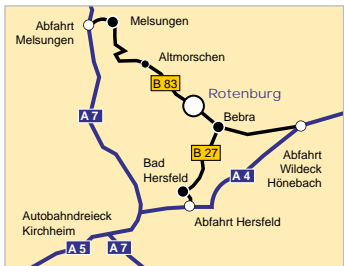 Abfahrt
Melsungen
Melsungen
Altmorschen
B 83
Rotenburg
A 7
Bebra
B 27
Bad
Hersfeld
A 4
Abfahrt
Wildeck
Hönebach
Autobahndreieck
Kirchheim
Abfahrt Hersfeld
A 5
A 7